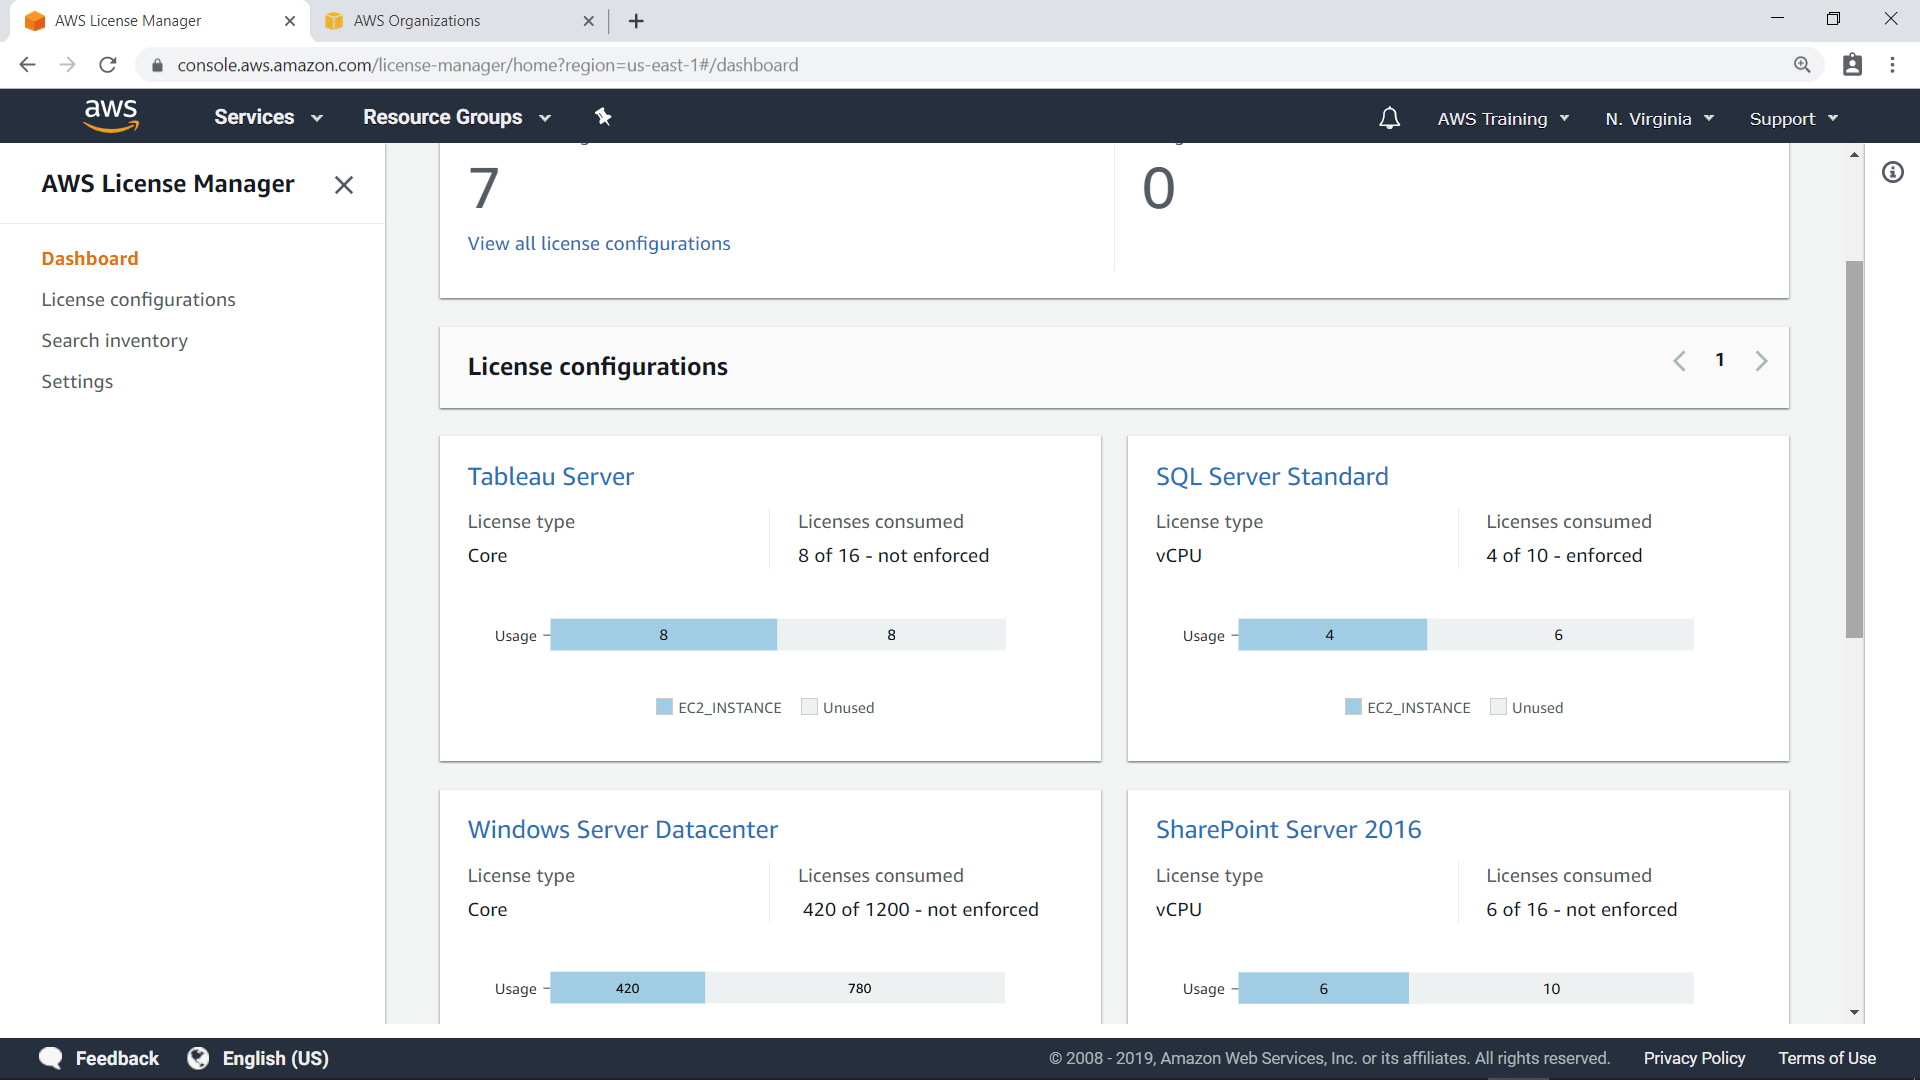 AWS License Manager
AWS Organizations
console.aws.amazon.com/license-manager/home?region=us-east-1#/dashboard
aws
Services
Resource Groups
AWS Training
N. Virginia
Support
AWS License Manager
Dashboard
License configurations
Search inventory
Settings
7
0
View all license configurations
License configurations
1
Tableau Server
License type
Licenses consumed
Core
8 of 16 - not enforced
Usage
8
8
EC2_INSTANCE
Unused
SQL Server Standard
License type
Licenses consumed
vCPU
4 of 10 - enforced
Usage
4
6
EC2_INSTANCE
Unused
Windows Server Datacenter
License type
Licenses consumed
Core
420 of 1200 - not enforced
Usage
420
780
SharePoint Server 2016
License type
Licenses consumed
vCPU
6 of 16 - not enforced
Usage
6
10
Feedback
English (US)
© 2008 - 2019, Amazon Web Services, Inc. or its affiliates. All rights reserved.
Privacy Policy
Terms of Use